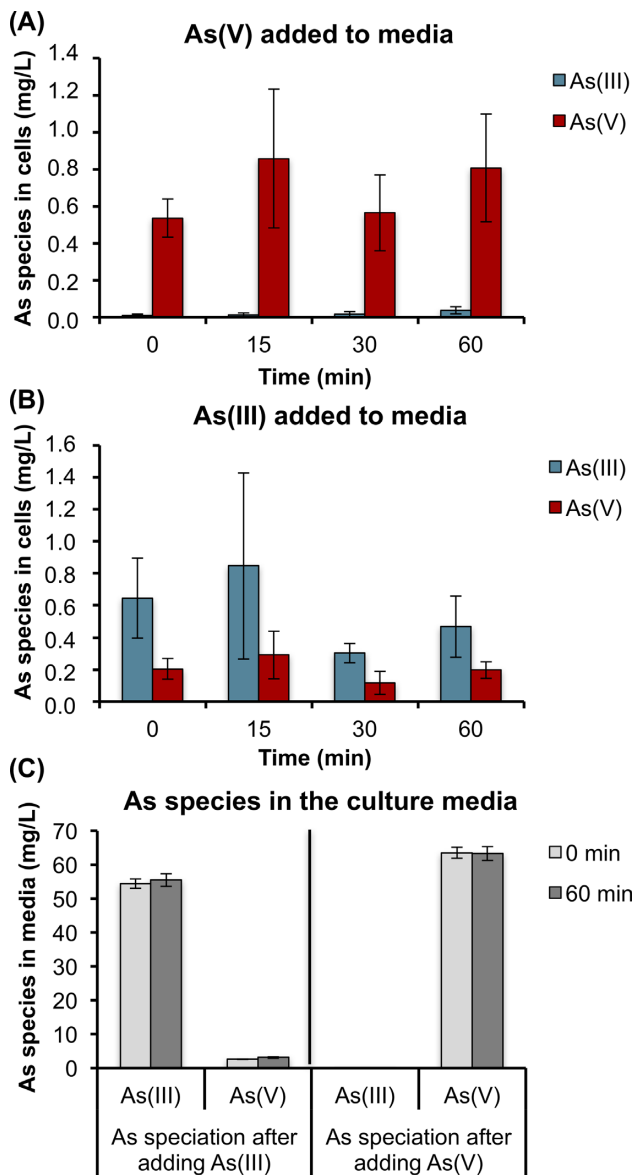 (A)
As(V) added to media
As species in cells (mg/L)
1.4
1.2
1.0
0.8
0.6
0.4
0.2
0.0
0 15 30 60
Time (min)
As(III)
As(V)
(B)
As(III) added to media
As species in cells (mg/L)
1.6
1.4
1.2
1.0
0.8
0.6
0.4
0.2
0.0
0 15 30 60
Time (min)
As(III)
As(V)
(C)
As species in the culture media
As species in media (mg/L)
70
60
50
40
30
20
10
0
As(III) As(V) As(III) As(V)
As speciation after
adding As(III)
As speciation after
adding As(V)
0 min
60 min